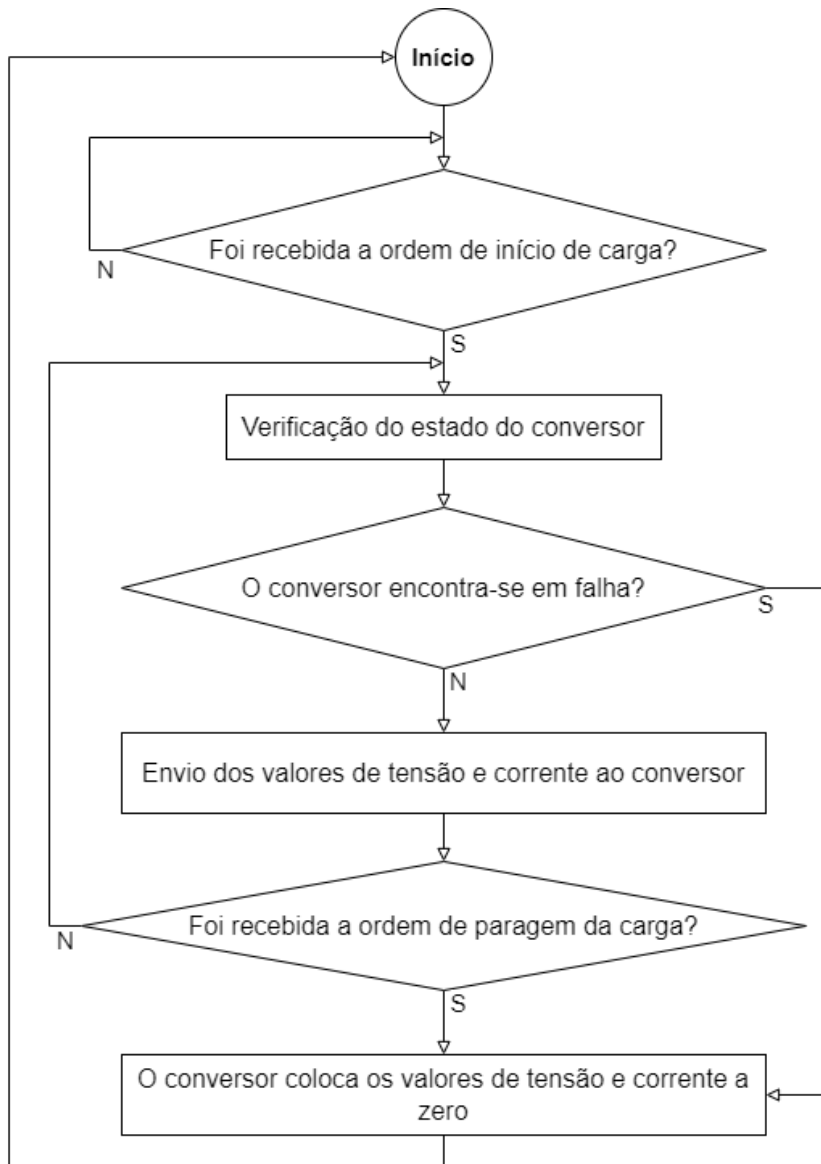 Início
Foi recebida a ordem de início de carga?
N
S
Verificação do estado do conversor
O conversor encontra-se em falha?
S
N
Envio dos valores de tensão e corrente ao conversor
Foi recebida a ordem de paragem da carga?
N
S
O conversor coloca os valores de tensão e corrente a
zero